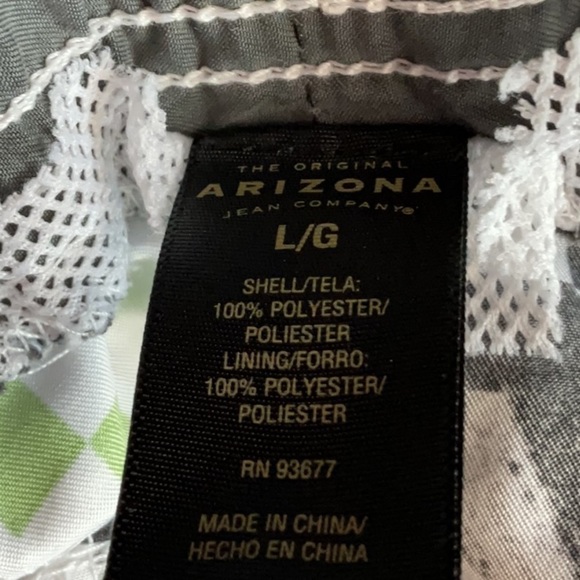 THE ORIGINAL
ARIZONA
JEAN COMPANY®
L/G
SHELL/TELA:
100% POLYESTER/
POLIESTER
LINING/FORRO:
100% POLYESTER/
POLIESTER
RN 93677
MADE IN CHINA/
HECHO EN CHINA